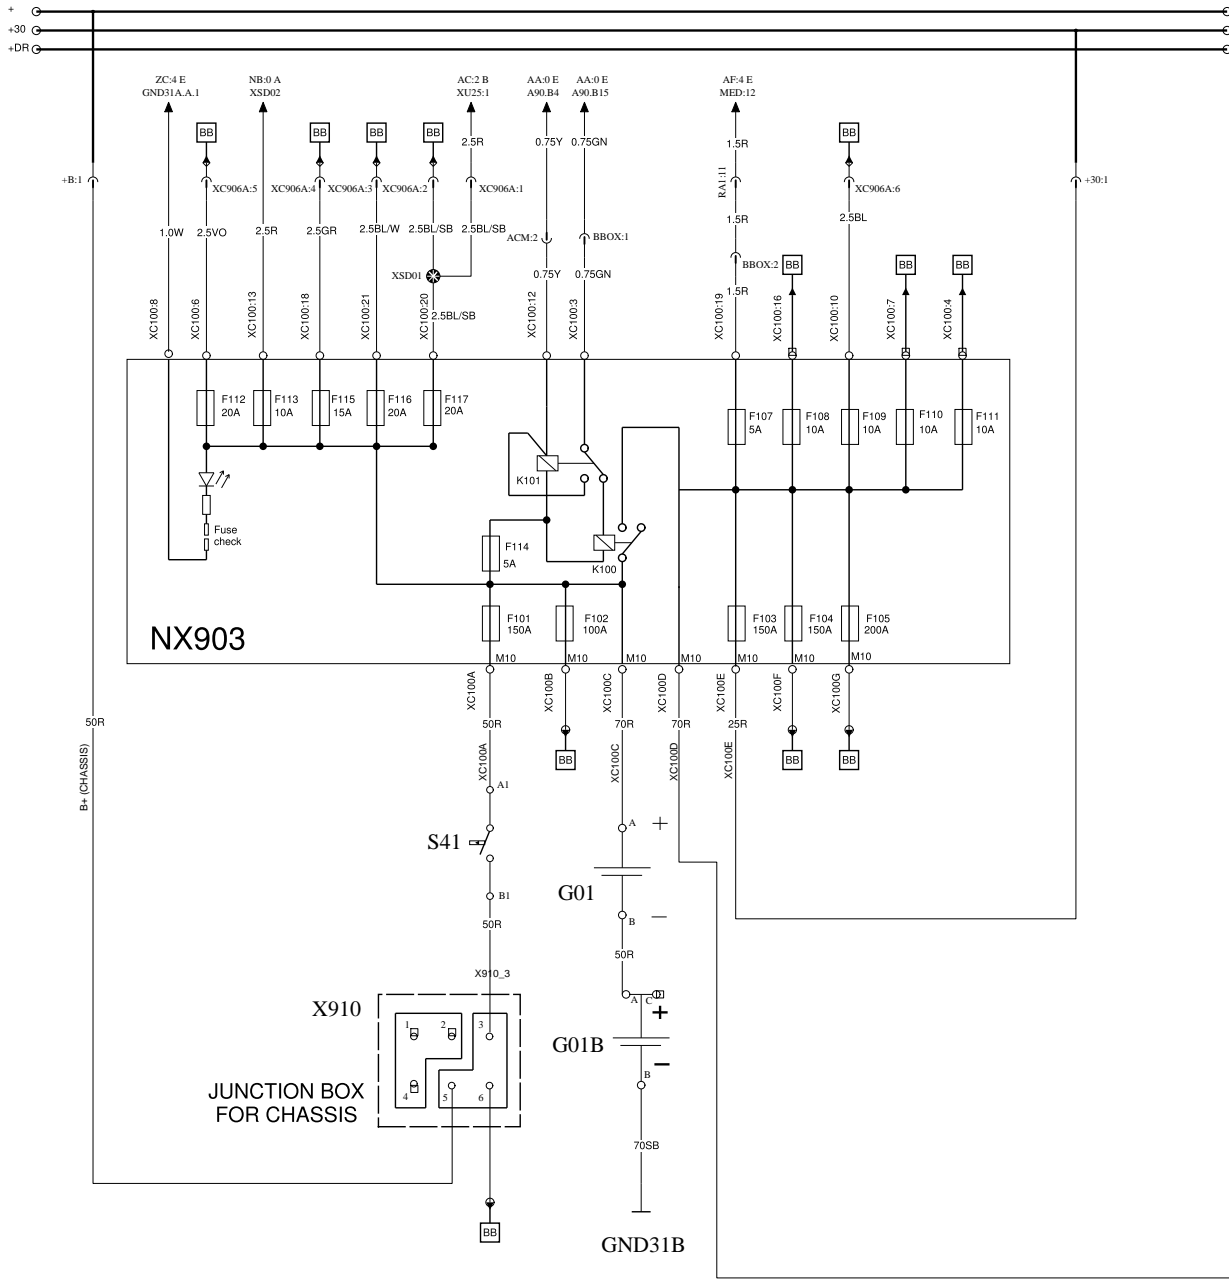 +
+30
+DR
ZC:4 E
GND31A.A.1
NB:0 A
XSD02
AC:2 B
XU25:1
AA:0 E
A90.B4
AA:0 E
A90.B15
AF:4 E
MED:12
BB
BB
BB
BB
BB
2.5R
0.75Y
0.75GN
1.5R
+B:1
XC906A:5
XC906A:4
XC906A:3
XC906A:2
XC906A:1
RA1:11
XC906A:6
+30:1
1.0W
2.5VO
2.5R
2.5GR
2.5BL/W
2.5BL/SB
2.5BL/SB
ACM:2
BBOX:1
1.5R
2.5BL
XSD01
0.75Y
0.75GN
BBOX:2
BB
BB
BB
1.5R
2.5BL/SB
XC100:8
XC100:6
XC100:13
XC100:18
XC100:21
XC100:20
XC100:12
XC100:3
XC100:19
XC100:16
XC100:10
XC100:7
XC100:4
F112
20A
F113
10A
F115
15A
F116
20A
F117
20A
F107
5A
F108
10A
F109
10A
F110
10A
F111
10A
K101
Fuse
check
F114
5A
K100
NX903
F101
150A
F102
100A
F103
150A
F104
150A
F105
200A
M10
M10
M10
M10
M10
M10
M10
XC100A
XC100B
XC100C
XC100D
XC100E
XC100F
XC100G
50R
50R
70R
70R
25R
B+ (CHASSIS)
XC100A
XC100C
XC100D
XC100E
BB
BB
BB
A1
S41
A
+
G01
B1
B
−
50R
50R
X910_3
X910
A
C
+
1
2
3
G01B
−
B
JUNCTION BOX
FOR CHASSIS
4
5
6
70SB
BB
GND31B